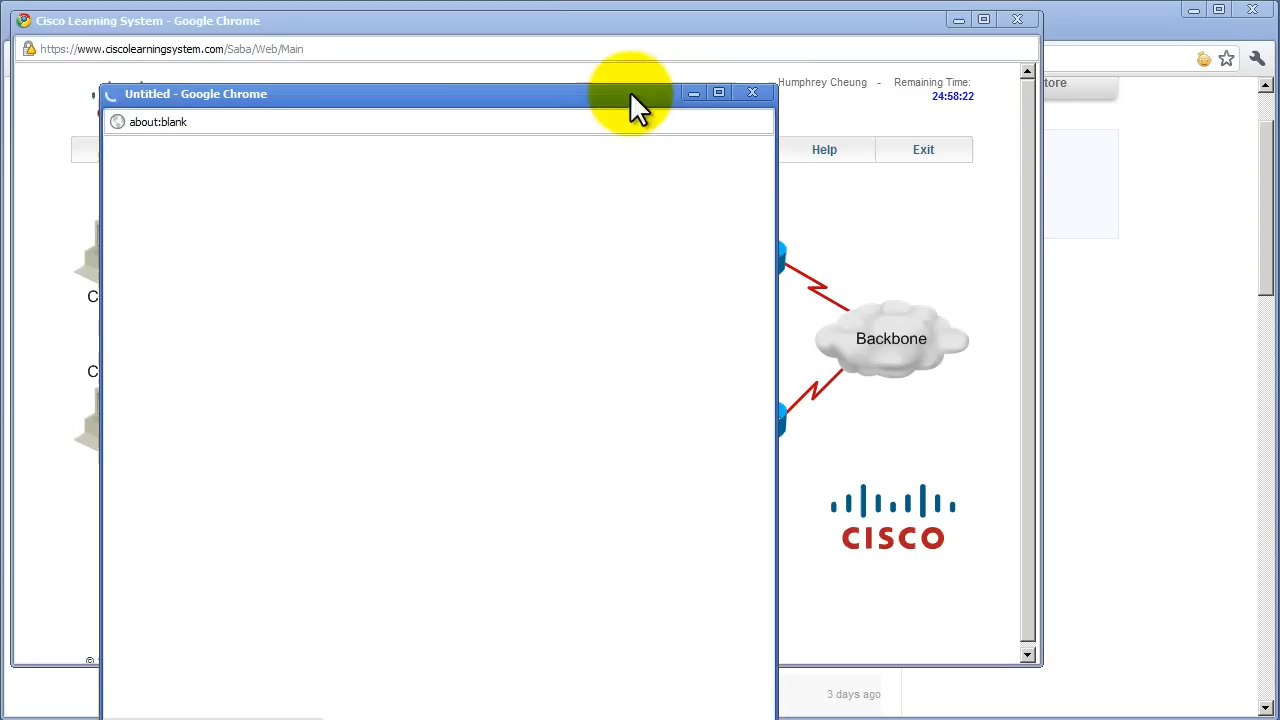 Cisco Learning System - Google Chrome
https://www.ciscolearningsystem.com/Saba/Web/Main
Humphrey Cheung - Remaining Time:
24:58:22
Untitled - Google Chrome
about:blank
Help
Exit
C
C
Backbone
CISCO
©
3 days ago